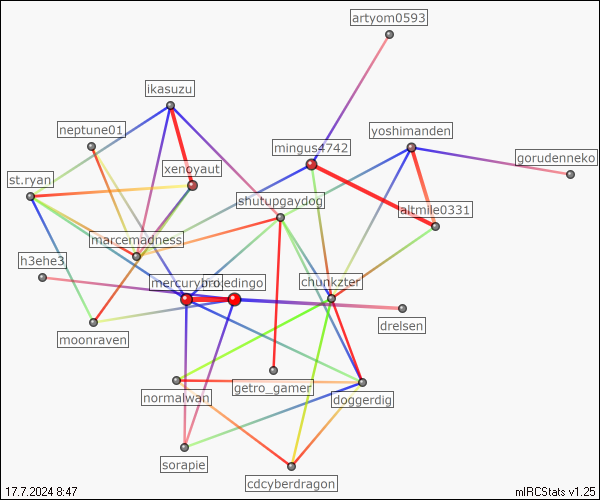 artyom0593
ikasuzu
neptune01
yoshimanden
mingus4742
gorudenneko
xenoyaut
st.ryan
shutupgaydog
altmile0331
marcemadness
h3ehe3
mercurybro
jedingo
chunkzter
drelsen
moonraven
getro_gamer
normalwan
doggerdig
sorapie
cdcyberdragon
17.7.2024 8:47
mIRCStats v1.25